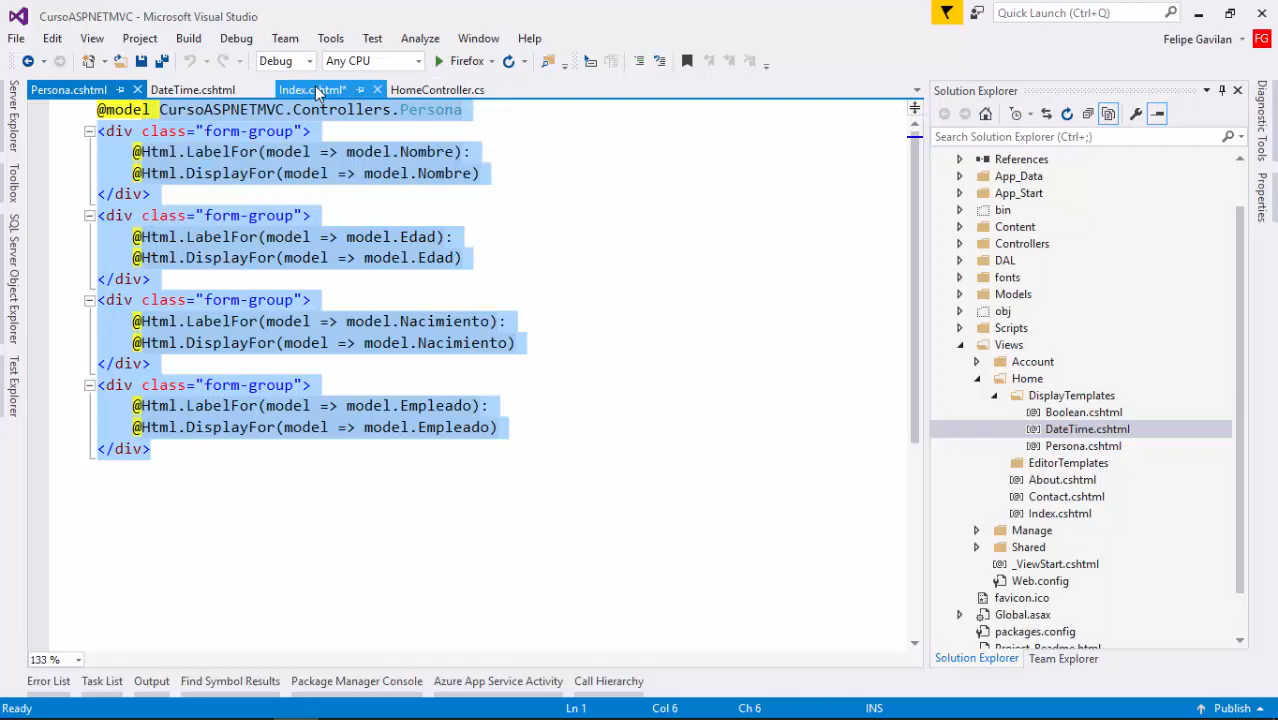 CursoASPNETMVC - Microsoft Visual Studio
Quick Launch (Ctrl+Q)
File Edit View Project Build Debug Team Tools Test Analyze Window Help
Felipe Gavilan FG
Debug Any CPU Firefox
Persona.cshtml DateTime.cshtml Index.cshtml* HomeController.cs
@model CursoASPNETMVC.Controllers.Persona
<div class="form-group">
@Html.LabelFor(model => model.Nombre):
@Html.DisplayFor(model => model.Nombre)
</div>
<div class="form-group">
@Html.LabelFor(model => model.Edad):
@Html.DisplayFor(model => model.Edad)
</div>
<div class="form-group">
@Html.LabelFor(model => model.Nacimiento):
@Html.DisplayFor(model => model.Nacimiento)
</div>
<div class="form-group">
@Html.LabelFor(model => model.Empleado):
@Html.DisplayFor(model => model.Empleado)
</div>
133 %
Server Explorer
Toolbox
SQL Server Object Explorer
Test Explorer
Solution Explorer
Search Solution Explorer (Ctrl+;)
References
App_Data
App_Start
bin
Content
Controllers
DAL
fonts
Models
obj
Scripts
Views
Account
Home
DisplayTemplates
Boolean.cshtml
DateTime.cshtml
Persona.cshtml
EditorTemplates
About.cshtml
Contact.cshtml
Index.cshtml
Manage
Shared
_ViewStart.cshtml
Web.config
favicon.ico
Global.asax
packages.config
Project_Readme.html
Solution Explorer Team Explorer
Diagnostic Tools
Properties
Error List Task List Output Find Symbol Results Package Manager Console Azure App Service Activity Call Hierarchy
Ready Ln 1 Col 6 Ch 6 INS Publish